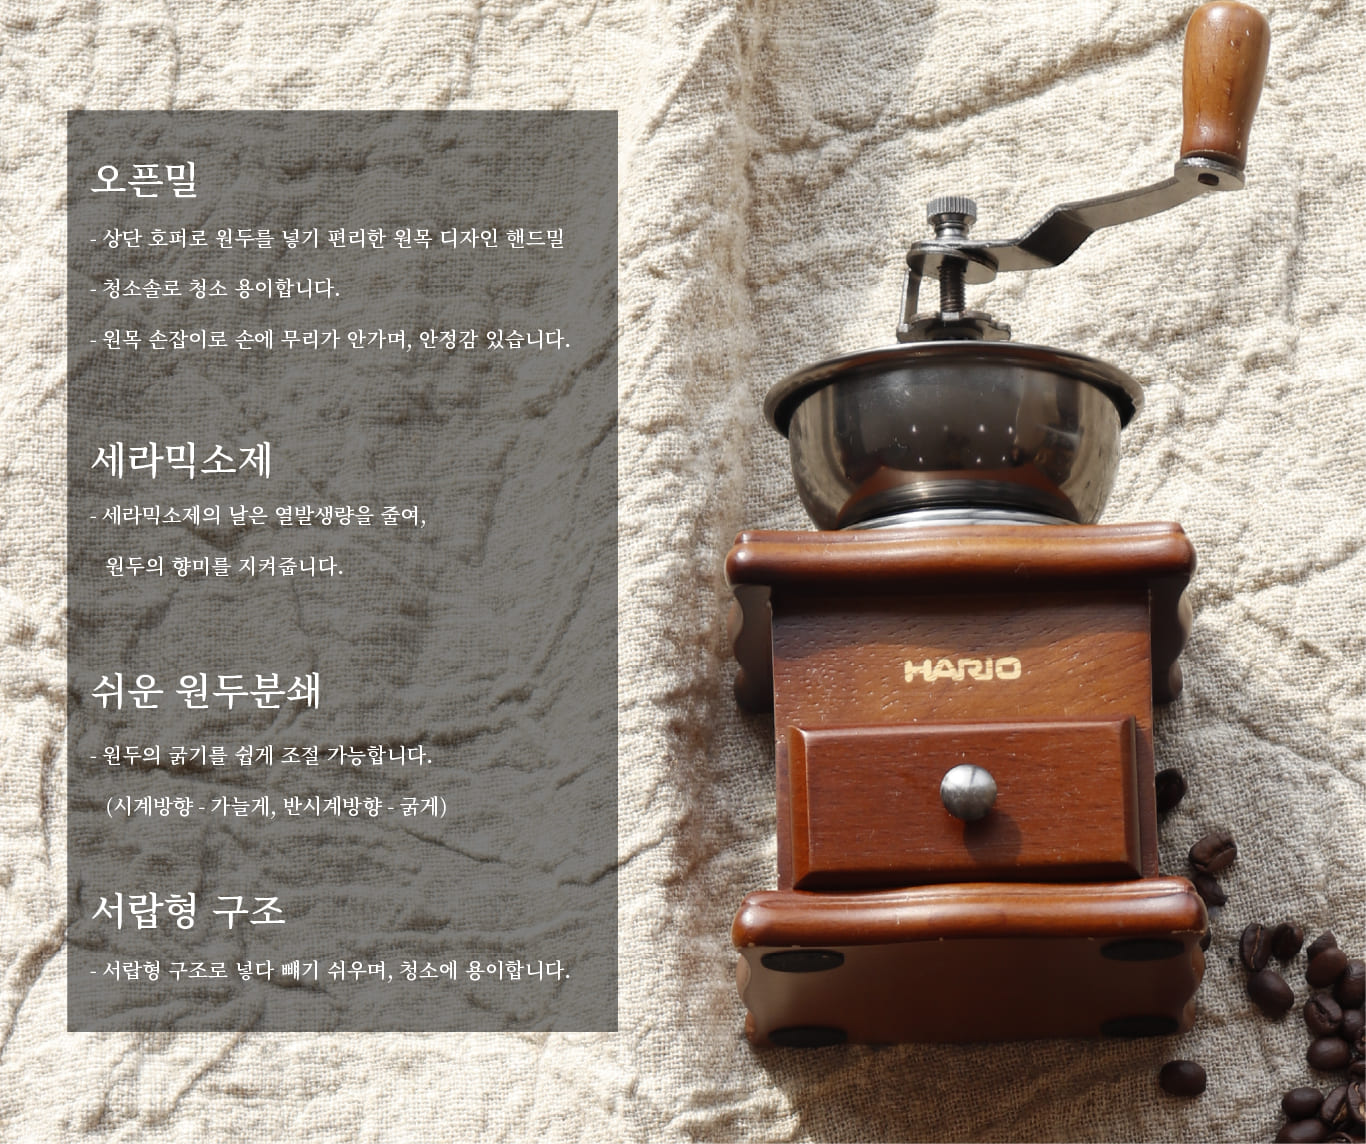 오픈밀
- 상단 호퍼로 원두를 넣기 편리한 원목 디자인 핸드밀
- 청소솔로 청소 용이합니다.
- 원목 손잡이로 손에 무리가 안가며, 안정감 있습니다.
세라믹소제
- 세라믹소제의 날은 열발생량을 줄여,
원두의 향미를 지켜줍니다.
쉬운 원두분쇄
- 원두의 굵기를 쉽게 조절 가능합니다.
(시계방향 - 가늘게, 반시계방향 - 굵게)
서랍형 구조
- 서랍형 구조로 넣다 빼기 쉬우며, 청소에 용이합니다.
HARIO